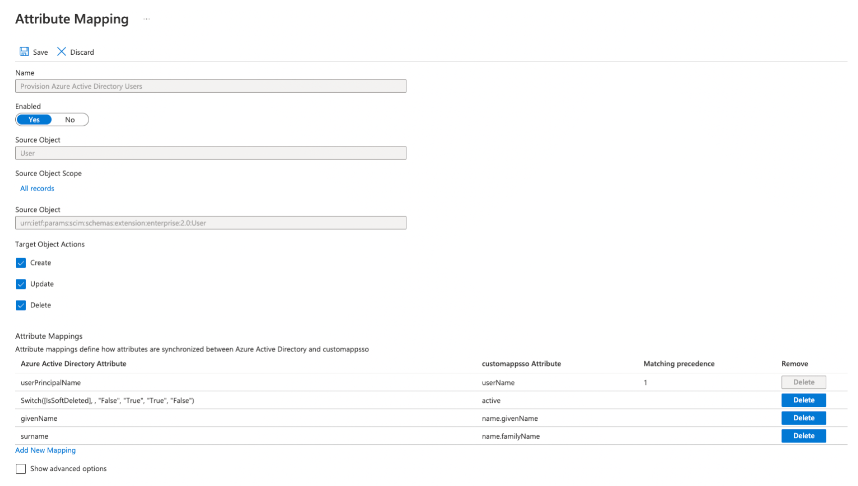 Attribute Mapping ...
Save Discard
Name
Provision Azure Active Directory Users
Enabled
Yes No
Source Object
User
Source Object Scope
All records
Source Object
urn:ietf:params:scim:schemas:extension:enterprise:2.0:User
Target Object Actions
Create
Update
Delete
Attribute Mappings
Attribute mappings define how attributes are synchronized between Azure Active Directory and customappsso
Azure Active Directory Attribute customappsso Attribute Matching precedence Remove
userPrincipalName userName 1 Delete
Switch([IsSoftDeleted], , "False", "True", "True", "False") active Delete
givenName name.givenName Delete
surname name.familyName Delete
Add New Mapping
Show advanced options